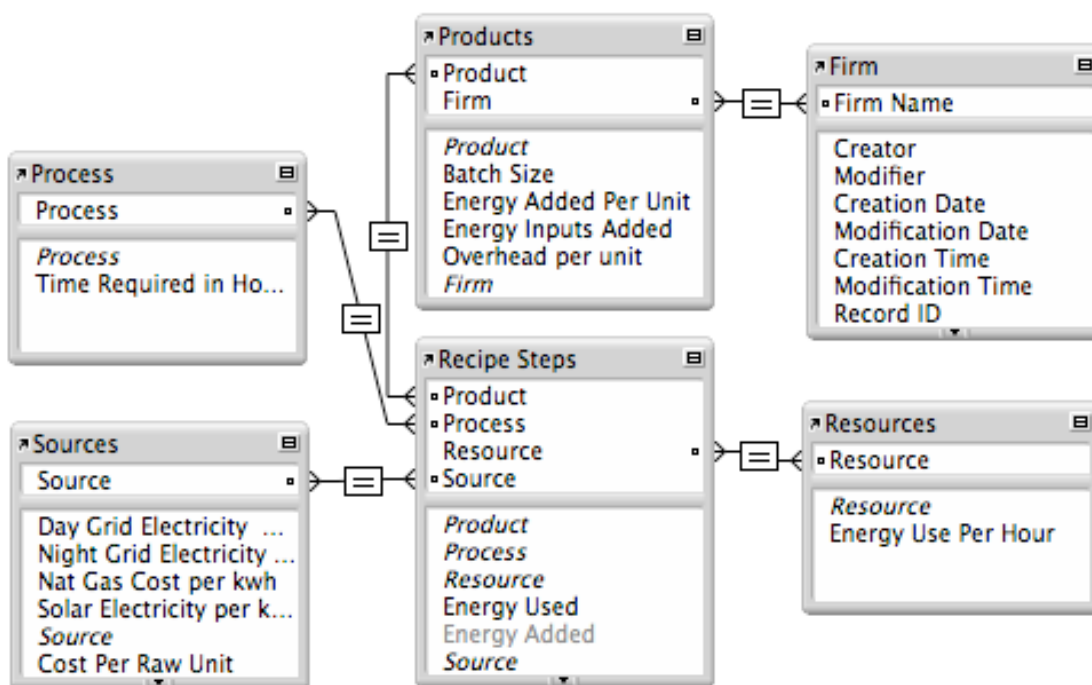 Products
Product
Firm
Product
Batch Size
Energy Added Per Unit
Energy Inputs Added
Overhead per unit
Firm
Firm
Firm Name
Creator
Modifier
Creation Date
Modification Date
Creation Time
Modification Time
Record ID
Process
Process
Process
Time Required in Ho...
Recipe Steps
Product
Process
Resource
Source
Product
Process
Resource
Energy Used
Energy Added
Source
Sources
Source
Day Grid Electricity ...
Night Grid Electricity ...
Nat Gas Cost per kwh
Solar Electricity per k...
Source
Cost Per Raw Unit
Resources
Resource
Resource
Energy Use Per Hour